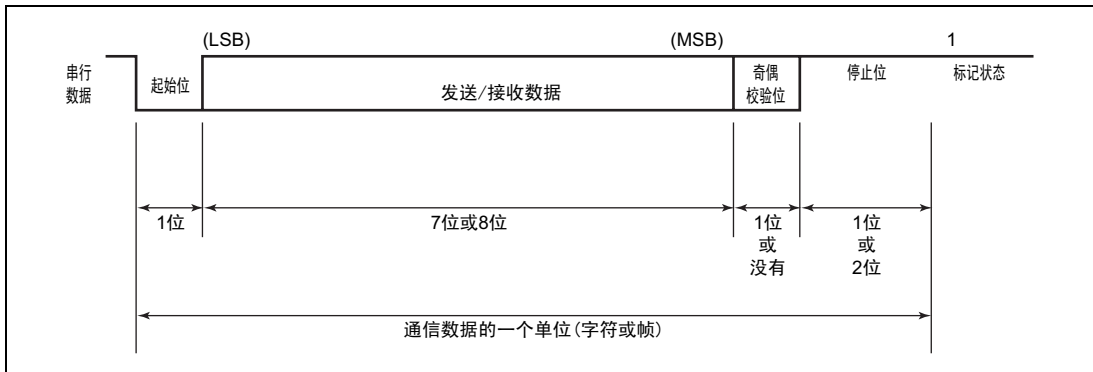 (LSB)
(MSB)
1
串行
数据
起始位
发送/接收数据
奇偶
校验位
停止位
标记状态
1位
7位或8位
1位
或
没有
1位
或
2位
通信数据的一个单位(字符或帧)